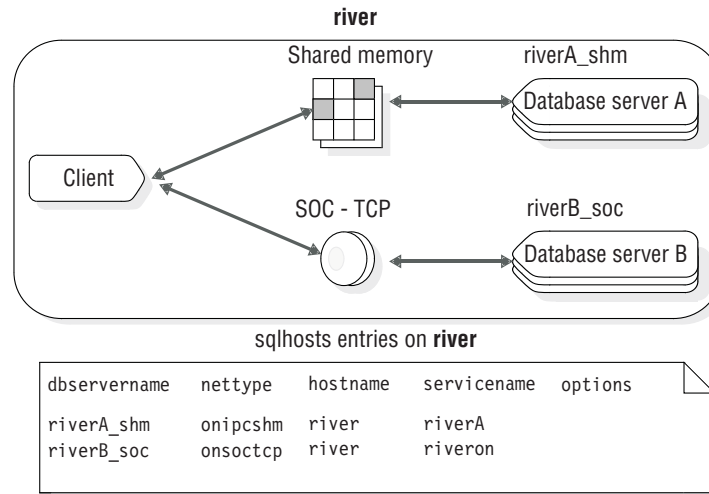 river
Shared memory
riverA_shm
Database server A
Client
SOC - TCP
riverB_soc
Database server B
sqlhosts entries on river
dbservername nettype hostname servicename options
riverA_shm onipcshm river riverA
riverB_soc onsoctcp river riveron